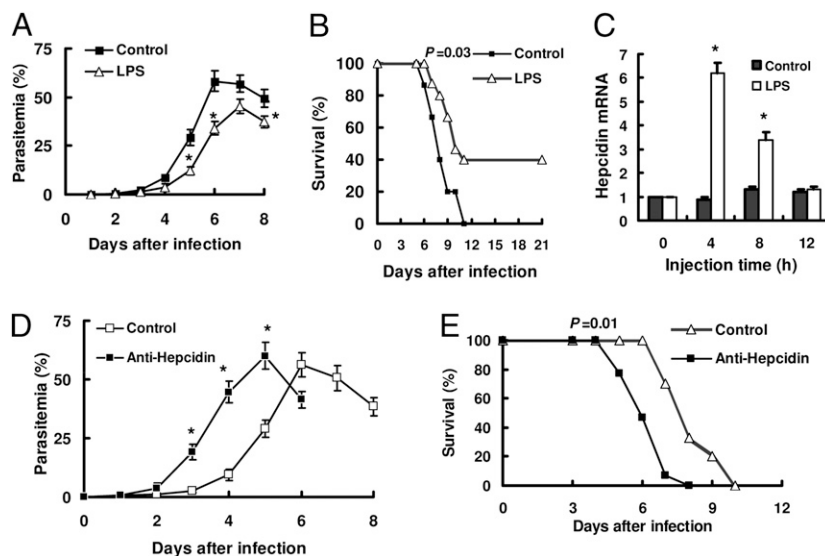 A
75
50
25
0
Parasitemia (%)
Control
LPS
*
*
*
0 2 4 6 8
Days after infection
B
P=0.03
Control
LPS
100
80
60
40
20
0
Survival (%)
0 3 6 9 12 15 18 21
Days after infection
C
7
6
5
4
3
2
1
0
Hepcidin mRNA
Control
LPS
*
*
0 4 8 12
Injection time (h)
D
75
50
25
0
Parasitemia (%)
Control
Anti-Hepcidin
*
*
*
0 2 4 6 8
Days after infection
E
P=0.01
Control
Anti-Hepcidin
100
80
60
40
20
0
Survival (%)
0 3 6 9 12
Days after infection